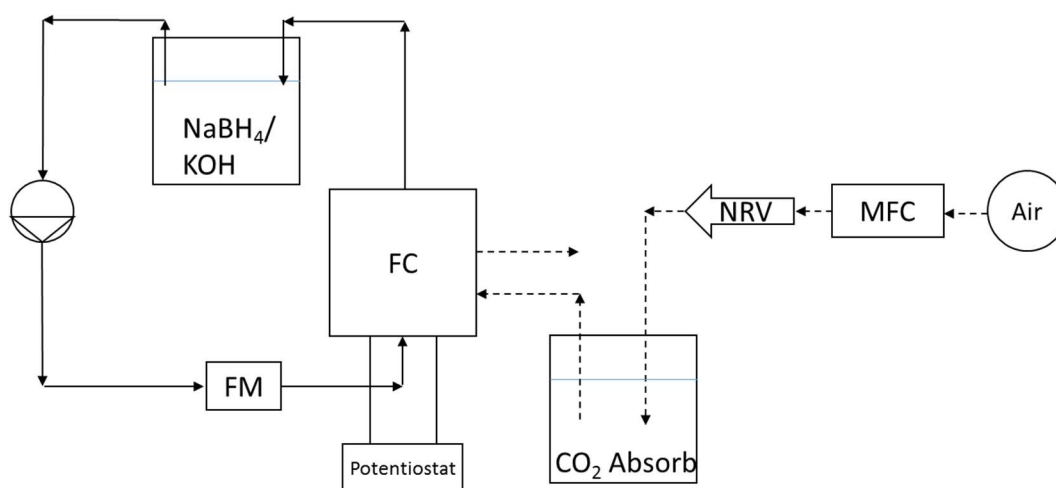 NaBH₄/
KOH
FC
NRV
MFC
Air
FM
Potentiostat
CO₂ Absorb